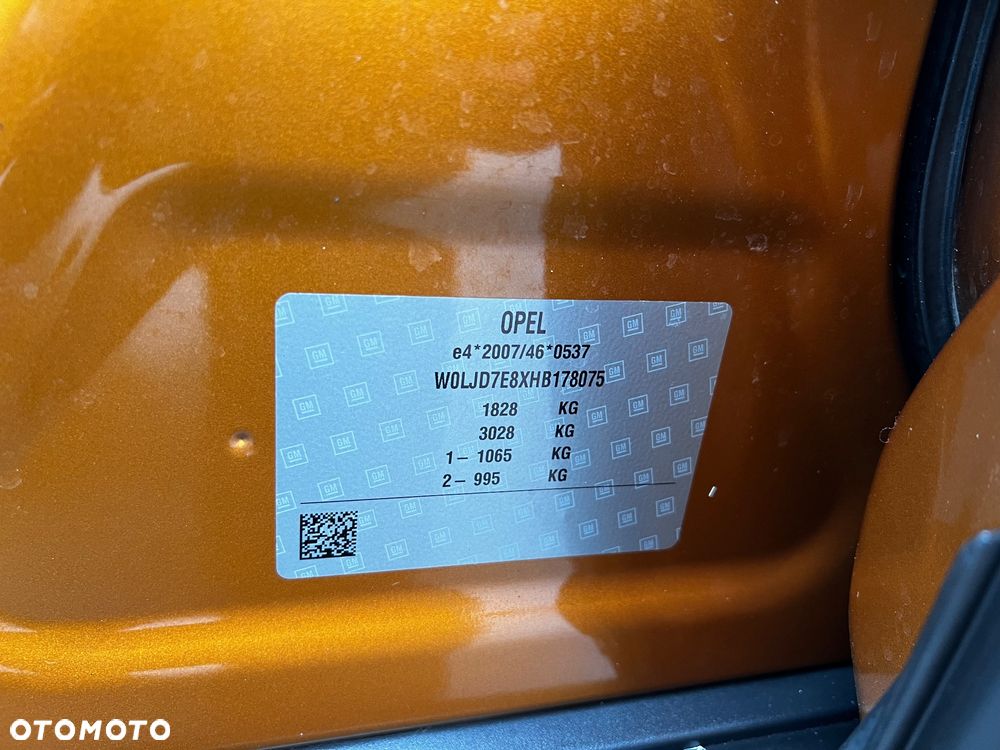 OPEL
e4*2007/46*0537
W0LJD7E8XHB178075
1828 KG
3028 KG
1– 1065 KG
2– 995 KG
OTOMOTO